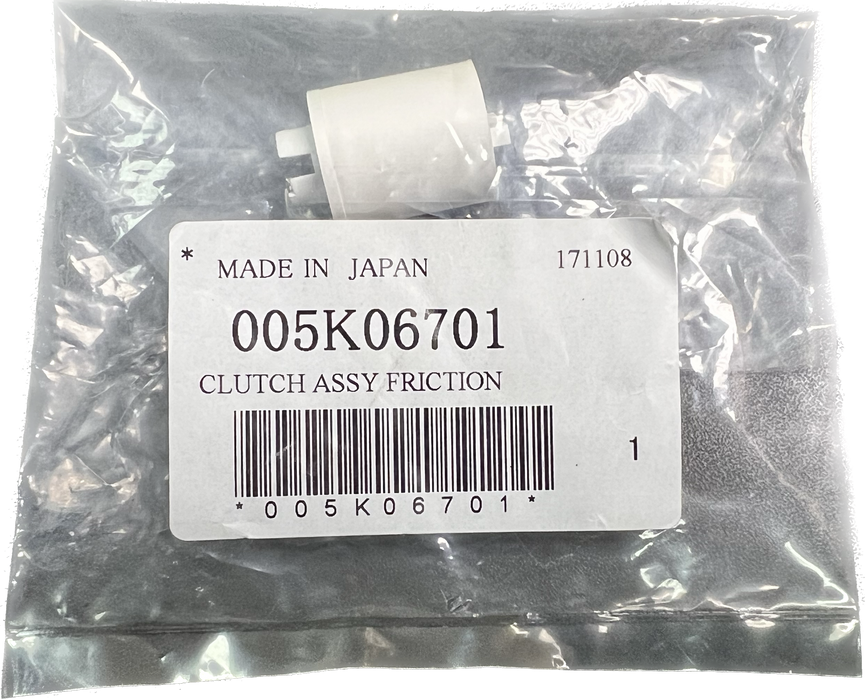 * MADE IN JAPAN 171108
005K06701
CLUTCH ASSY FRICTION
1
*005K06701*